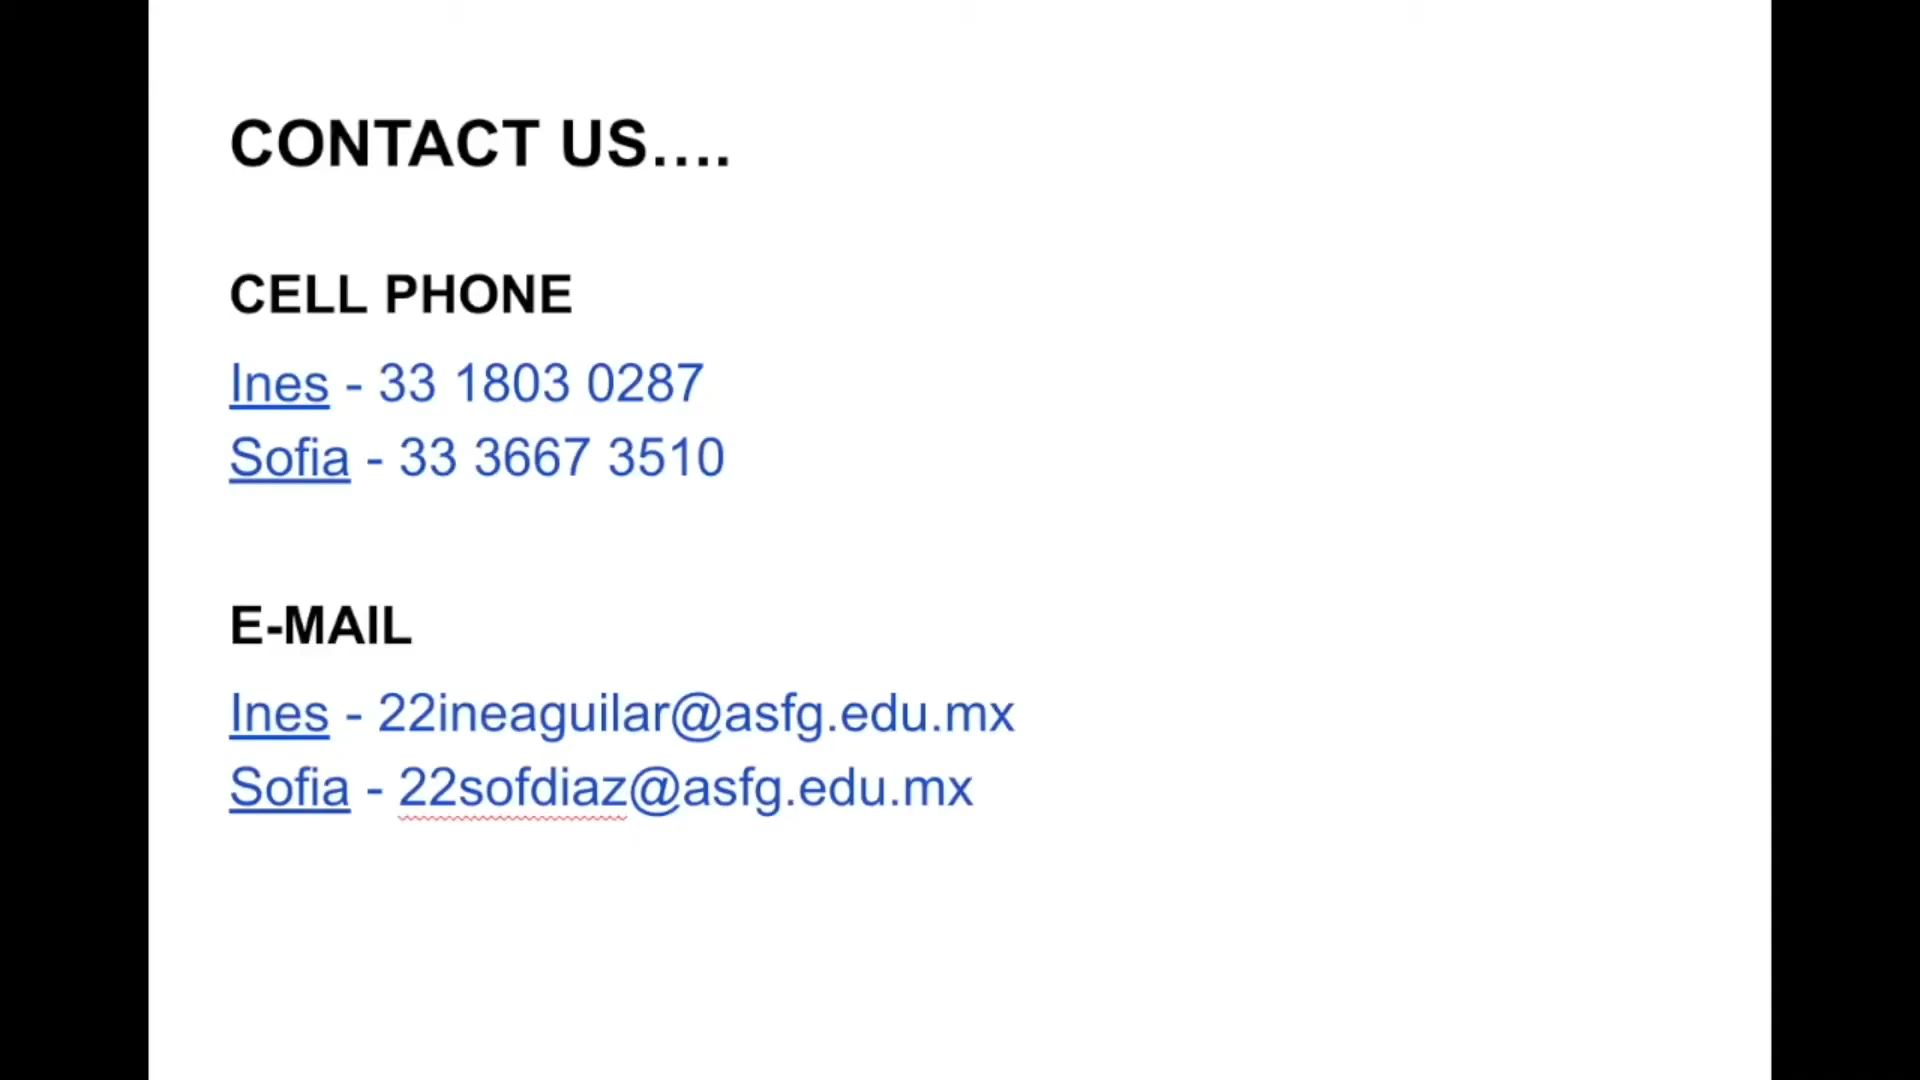 CONTACT US....
CELL PHONE
Ines - 33 1803 0287
Sofia - 33 3667 3510
E-MAIL
Ines - 22ineaguilar@asfg.edu.mx
Sofia - 22sofdiaz@asfg.edu.mx